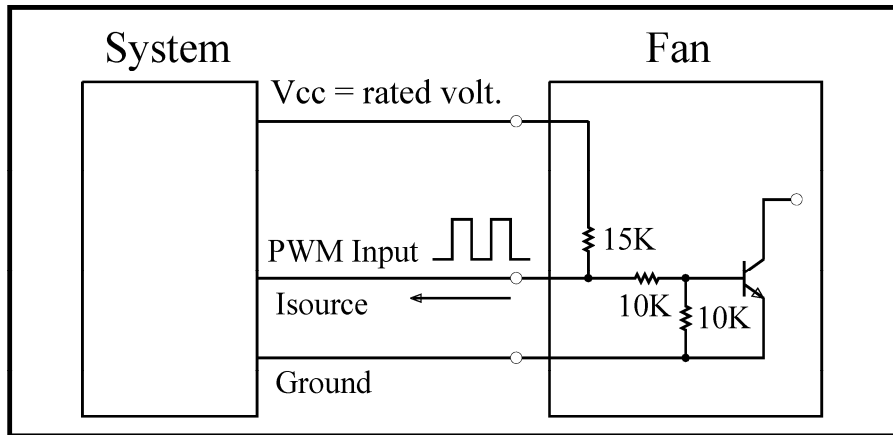 System
Fan
Vcc = rated volt.
15K
PWM Input
10K
10K
Isource
Ground